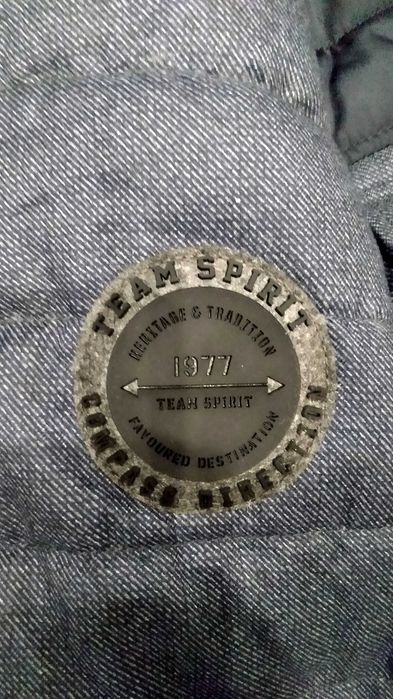 TEAM SPIRIT
HERITAGE & TRADITION
1977
TEAM SPIRIT
FAVOURED DESTINATION
COMPASS DIRECTION